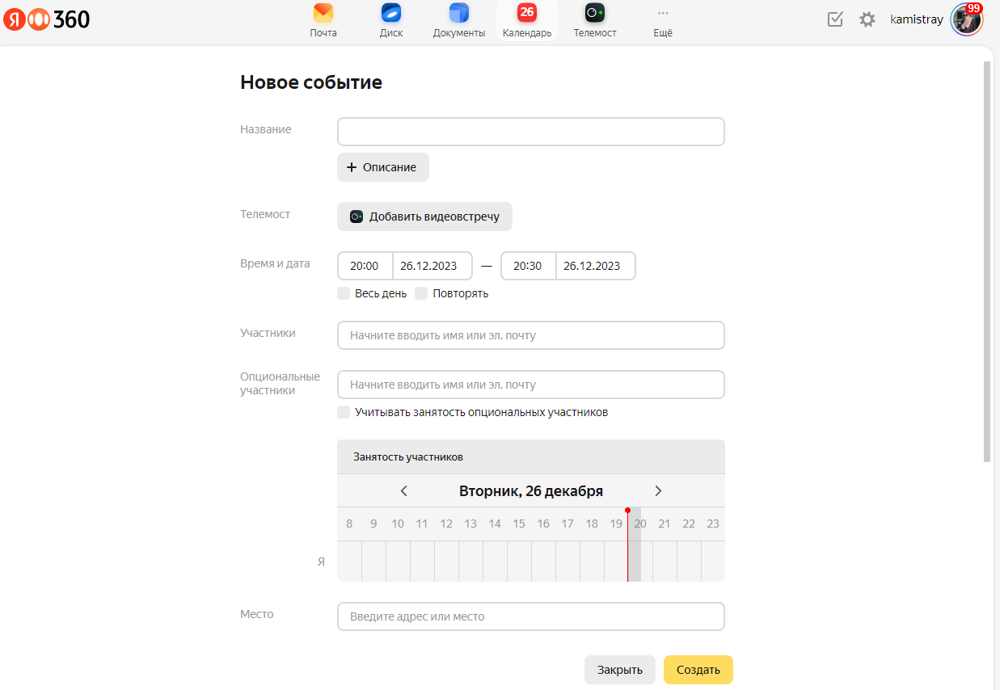 Я 360
Почта
Диск
Документы
26
Календарь
Телемост
Ещё
kamistray
99
Новое событие
Название
+ Описание
Телемост
Добавить видеовстречу
Время и дата
20:00 26.12.2023 — 20:30 26.12.2023
Весь день Повторять
Участники
Начните вводить имя или эл. почту
Опциональные
участники
Начните вводить имя или эл. почту
Учитывать занятость опциональных участников
Занятость участников
Вторник, 26 декабря
8 9 10 11 12 13 14 15 16 17 18 19 20 21 22 23
Я
Место
Введите адрес или место
Закрыть
Создать